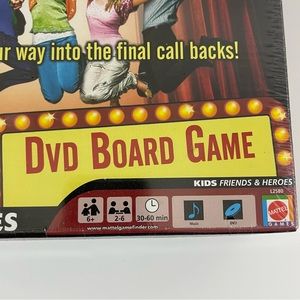 ur way into the final call backs!
DVD BOARD GAME
KIDS FRIENDS & HEROES
L2580
ES
6+
2-6
30-60 min
Music
DVD
MATTEL
GAMES
www.mattelgamefinder.com